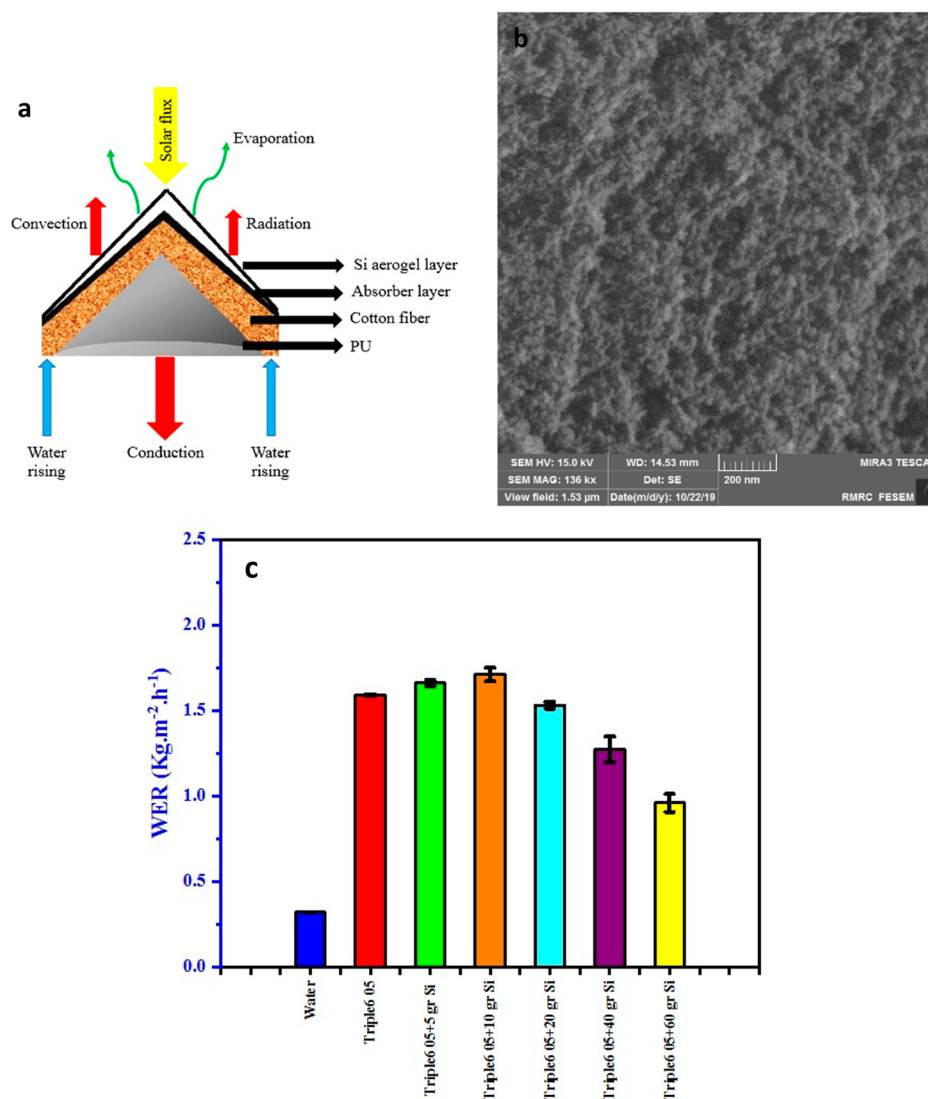 a
Solar flux
Evaporation
Convection
Radiation
Si aerogel layer
Absorber layer
Cotton fiber
PU
Water
rising
Conduction
Water
rising
b
SEM HV: 15.0 kV
WD: 14.53 mm
MIRA3 TESCA
SEM MAG: 136 kx
Det: SE
200 nm
View field: 1.53 µm
Date(m/d/y): 10/22/19
RMRC FESEM
c
WER (Kg.m⁻².h⁻¹)
2.5
2.0
1.5
1.0
0.5
0.0
Water
Triple6 05
Triple6 05+5 gr Si
Triple6 05+10 gr Si
Triple6 05+20 gr Si
Triple6 05+40 gr Si
Triple6 05+60 gr Si